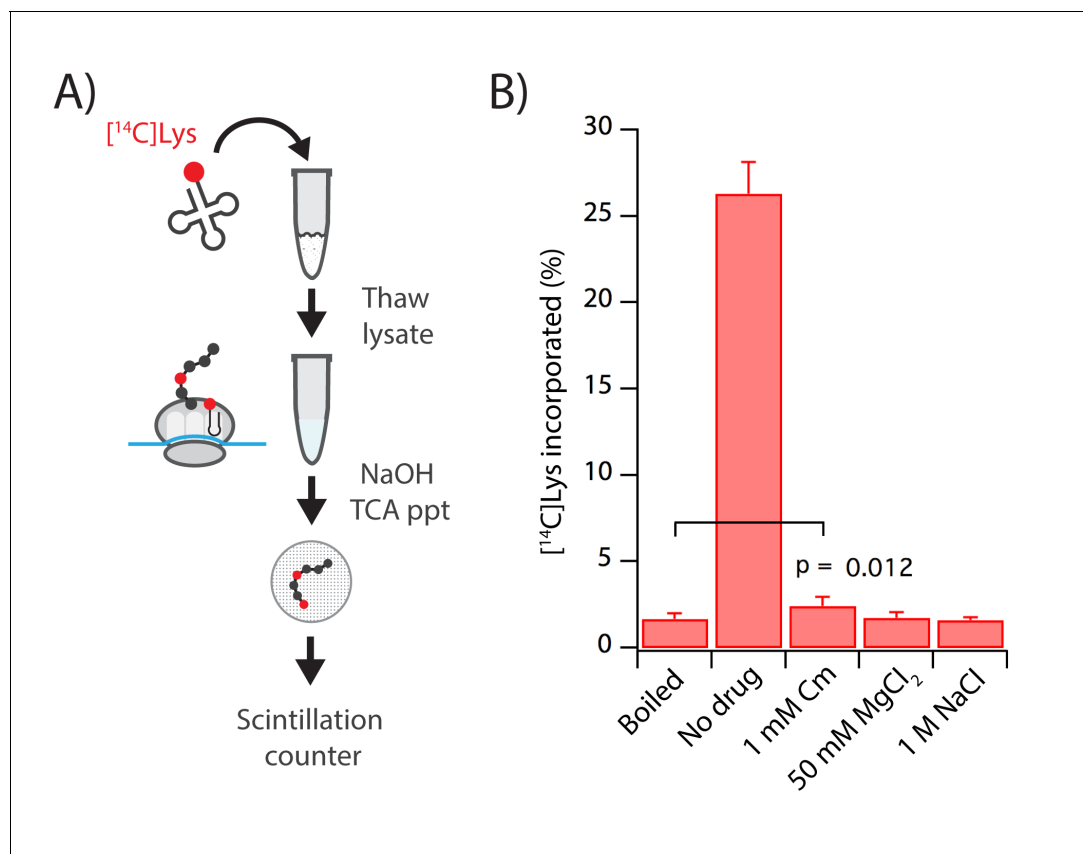 A)
[¹⁴C]Lys
Thaw
lysate
NaOH
TCA ppt
Scintillation
counter
B)
[¹⁴C]Lys incorporated (%)
30
25
20
15
10
5
0
p = 0.012
Boiled
No drug
1 mM Cm
50 mM MgCl₂
1 M NaCl